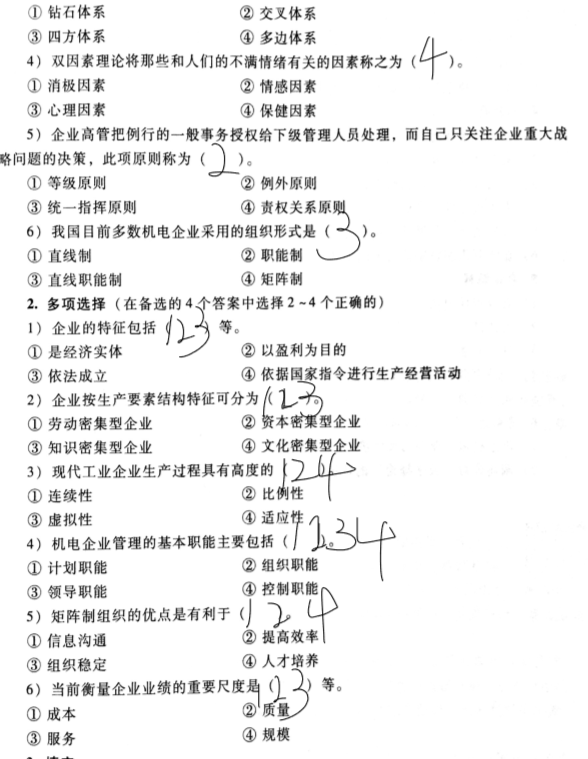 ① 钻石体系 ② 交叉体系
③ 四方体系 ④ 多边体系
4）双因素理论将那些和人们的不满情绪有关的因素称之为（4）。
① 消极因素 ② 情感因素
③ 心理因素 ④ 保健因素
5）企业高管把例行的一般事务授权给下级管理人员处理，而自己只关注企业重大战
略问题的决策，此项原则称为（2）。
① 等级原则 ② 例外原则
③ 统一指挥原则 ④ 责权关系原则
6）我国目前多数机电企业采用的组织形式是（3）。
① 直线制 ② 职能制
③ 直线职能制 ④ 矩阵制
2. 多项选择（在备选的4个答案中选择2~4个正确的）
1）企业的特征包括（123）等。
① 是经济实体 ② 以盈利为目的
③ 依法成立 ④ 依据国家指令进行生产经营活动
2）企业按生产要素结构特征可分为（123）。
① 劳动密集型企业 ② 资本密集型企业
③ 知识密集型企业 ④ 文化密集型企业
3）现代工业企业生产过程具有高度的（124
① 连续性 ② 比例性
③ 虚拟性 ④ 适应性
4）机电企业管理的基本职能主要包括（1234
① 计划职能 ② 组织职能
③ 领导职能 ④ 控制职能
5）矩阵制组织的优点是有利于（124
① 信息沟通 ② 提高效率
③ 组织稳定 ④ 人才培养
6）当前衡量企业业绩的重要尺度是（123）等。
① 成本 ② 质量
③ 服务 ④ 规模